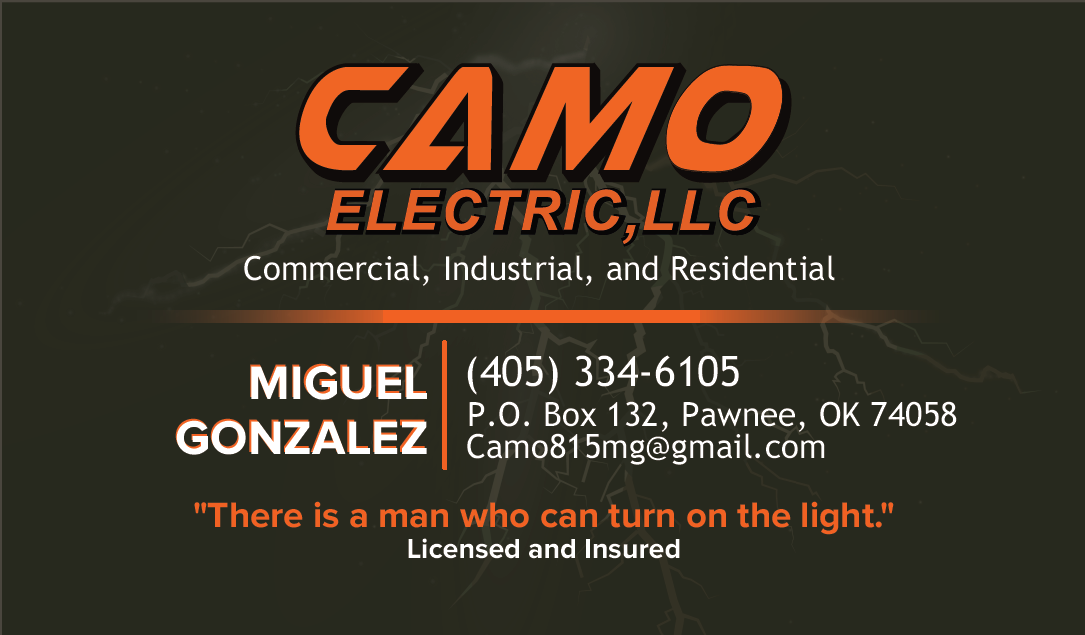 CAMO
ELECTRIC, LLC
Commercial, Industrial, and Residential
MIGUEL
GONZALEZ
(405) 334-6105
P.O. Box 132, Pawnee, OK 74058
Camo815mg@gmail.com
"There is a man who can turn on the light."
Licensed and Insured